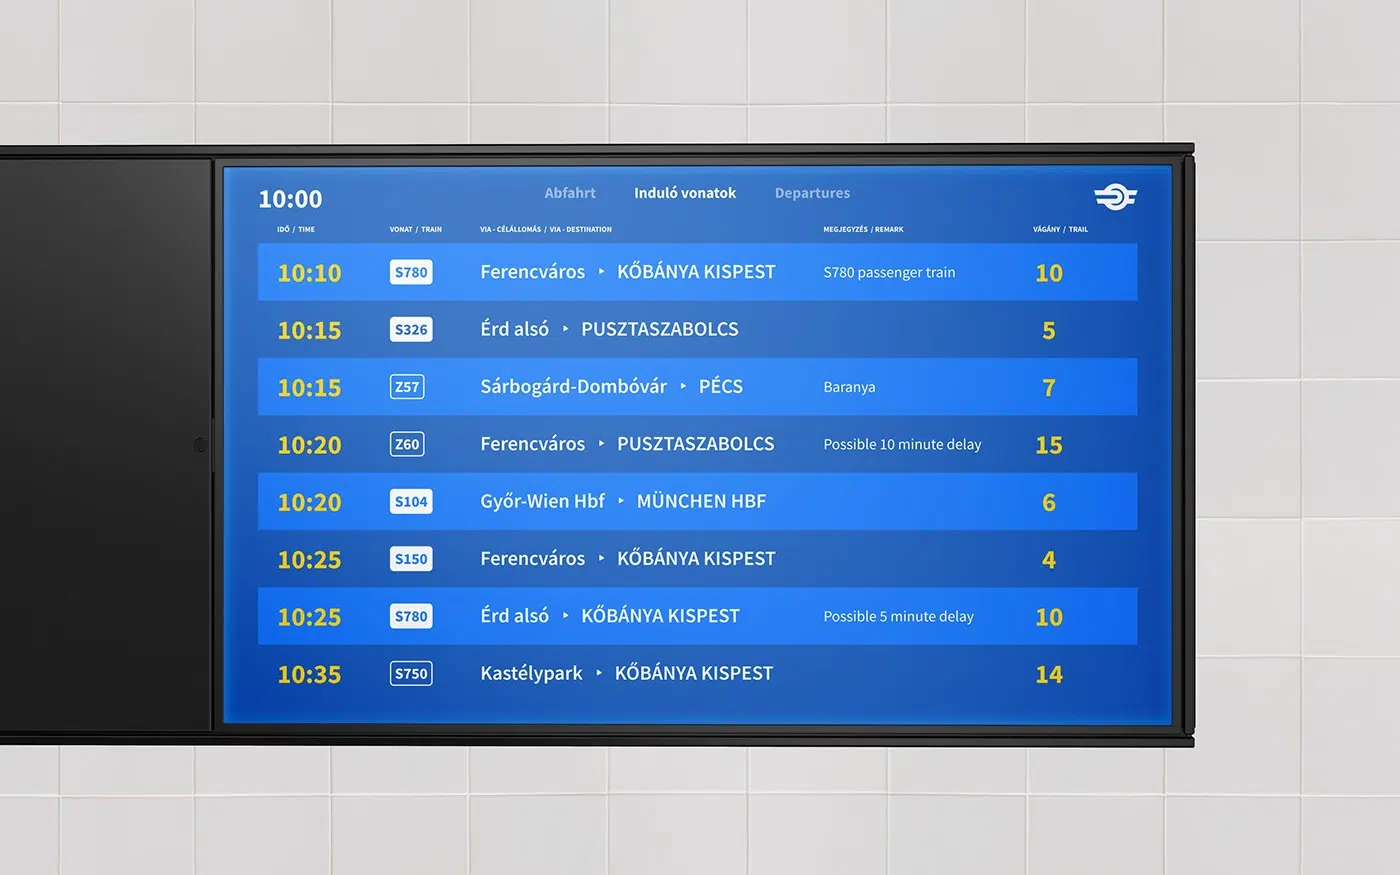 10:00 Abfahrt Induló vonatok Departures
IDŐ / TIME VONAT / TRAIN VIA - CÉLÁLLOMÁS / VIA - DESTINATION MEGJEGYZÉS / REMARK VÁGÁNY / TRAIL
10:10 S780 Ferencváros ‣ KŐBÁNYA KISPEST S780 passenger train 10
10:15 S326 Érd alsó ‣ PUSZTASZABOLCS 5
10:15 Z57 Sárbogárd-Dombóvár ‣ PÉCS Baranya 7
10:20 Z60 Ferencváros ‣ PUSZTASZABOLCS Possible 10 minute delay 15
10:20 S104 Győr-Wien Hbf ‣ MÜNCHEN HBF 6
10:25 S150 Ferencváros ‣ KŐBÁNYA KISPEST 4
10:25 S780 Érd alsó ‣ KŐBÁNYA KISPEST Possible 5 minute delay 10
10:35 S750 Kastélypark ‣ KŐBÁNYA KISPEST 14